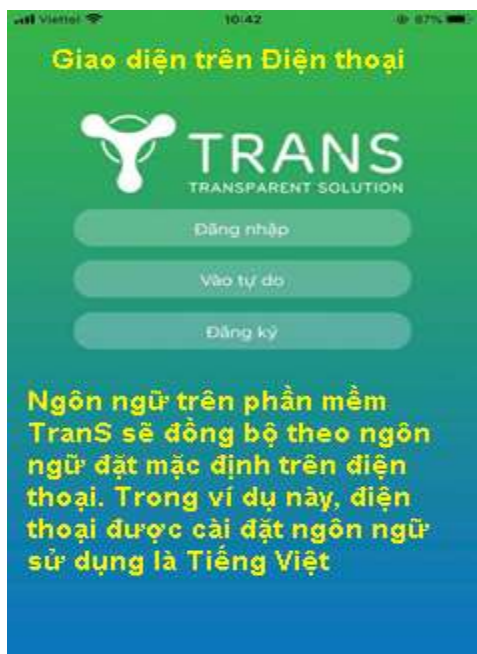 Viettel 10:42 87%
Giao diện trên Điện thoại
TRANS
TRANSPARENT SOLUTION
Đăng nhập
Vào tự do
Đăng ký
Ngôn ngữ trên phần mềm
TranS sẽ đồng bộ theo ngôn
ngữ đặt mặc định trên điện
thoại. Trong ví dụ này, điện
thoại được cài đặt ngôn ngữ
sử dụng là Tiếng Việt